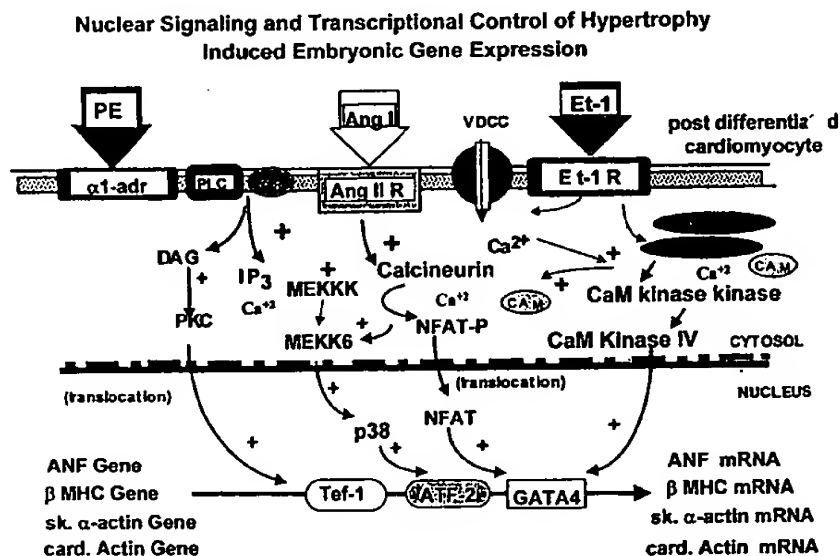 Nuclear Signaling and Transcriptional Control of Hypertrophy
Induced Embryonic Gene Expression
PE
Ang I
VDCC
Et-1
post differentia d
cardiomyocyte
α1-adr
PLC
Ang II R
Et-1 R
+
+
DAG
+
IP3
Ca+2
+
MEKKK
Calcineurin
Ca2+
+
Ca+2
CAM
+
Ca+2
CAM
CaM kinase kinase
PKC
+
NFAT-P
MEKK6
CaM Kinase IV
CYTOSOL
(translocation)
(translocation)
NUCLEUS
+
p38
NFAT
+
+
+
+
ANF Gene
β MHC Gene
sk. α-actin Gene
card. Actin Gene
Tef-1
ATF-2
GATA4
ANF mRNA
β MHC mRNA
sk. α-actin mRNA
card. Actin mRNA